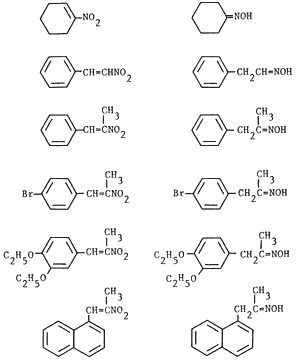 NO₂ NOH
CH=CHNO₂ CH₂CH=NOH
CH₃ CH₃
CH=CNO₂ CH₂C=NOH
CH₃ CH₃
Br CH=CNO₂ Br CH₂C=NOH
CH₃ CH₃
C₂H₅O CH=CNO₂ C₂H₅O CH₂C=NOH
C₂H₅O C₂H₅O
CH₃ CH₃
CH=CNO₂ CH₂C=NOH